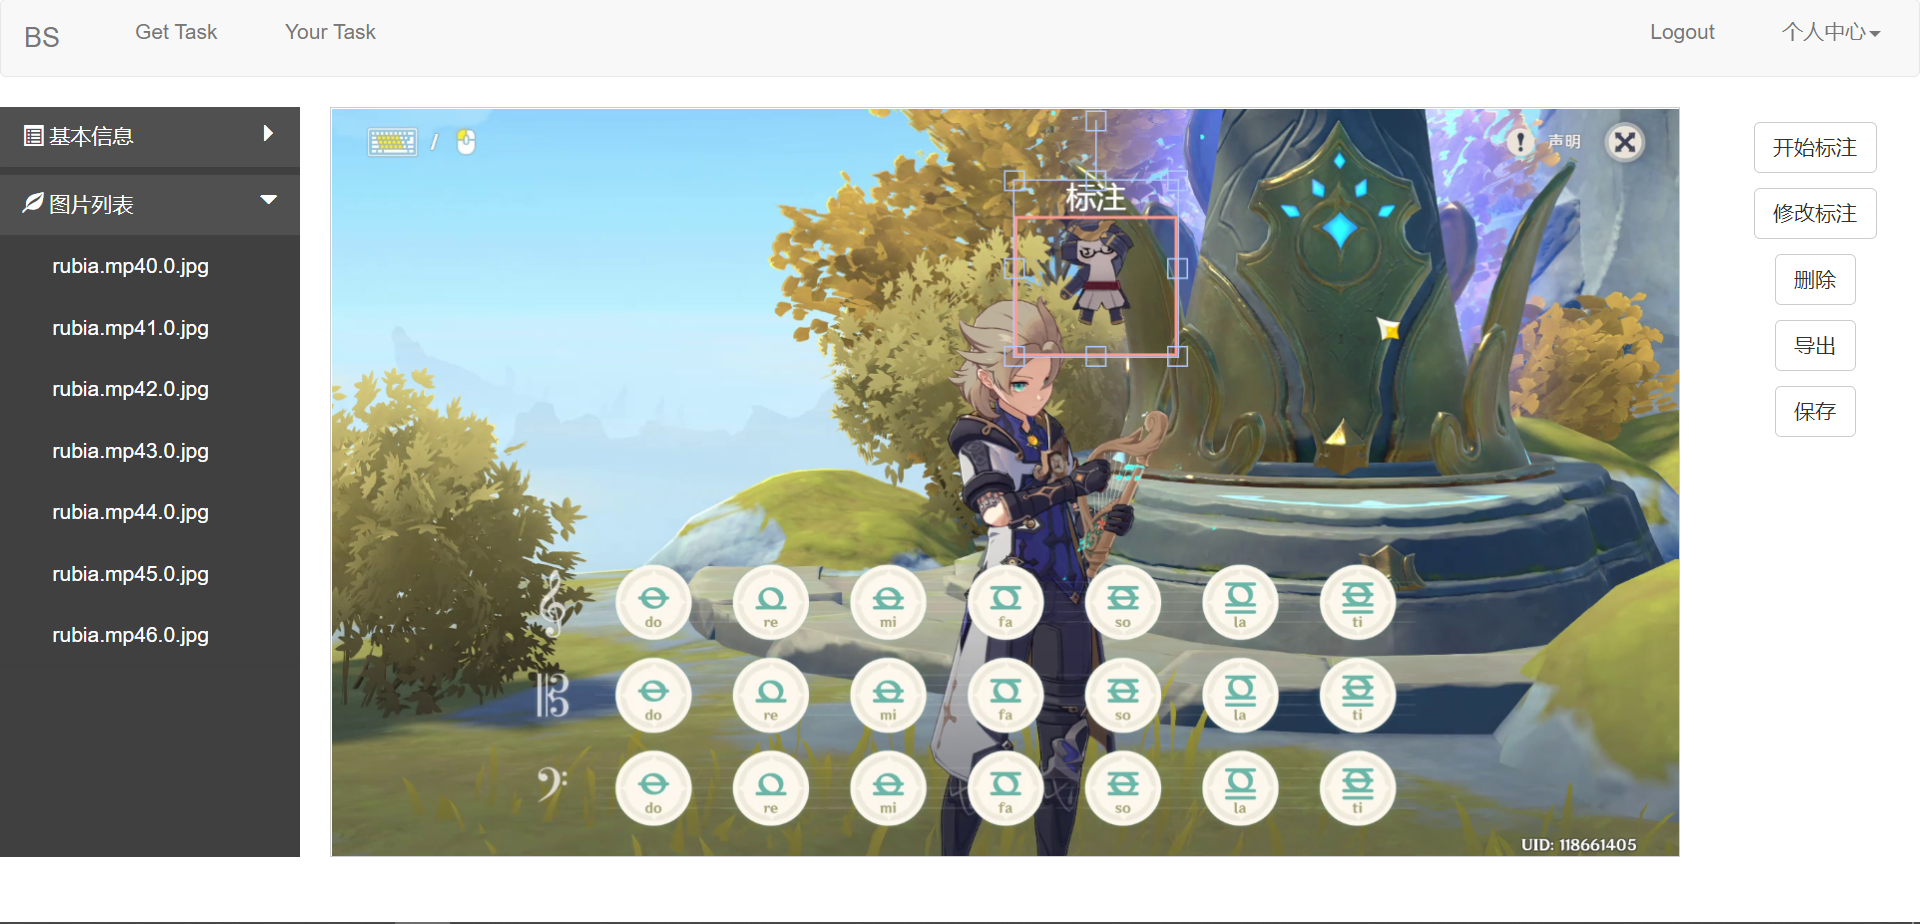 BS Get Task Your Task Logout 个人中心
基本信息
图片列表
rubia.mp40.0.jpg
rubia.mp41.0.jpg
rubia.mp42.0.jpg
rubia.mp43.0.jpg
rubia.mp44.0.jpg
rubia.mp45.0.jpg
rubia.mp46.0.jpg
/
声明
标注
do re mi fa so la ti
do re mi fa so la ti
do re mi fa so la ti
UID: 118661405
开始标注
修改标注
删除
导出
保存